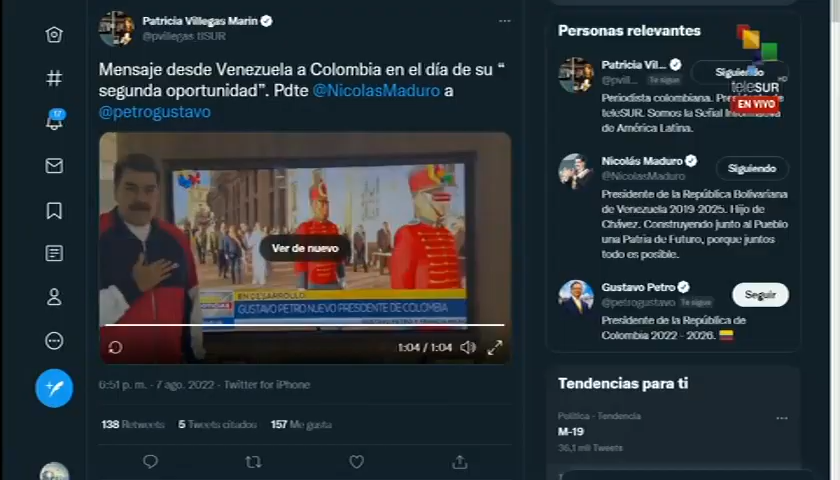 Patricia Villegas Marin
Mensaje desde Venezuela a Colombia en el día de su “
segunda oportunidad”. Pdte @NicolasMaduro a
@petrogustavo
Ver de nuevo
EN DESARROLLO
GUSTAVO PETRO NUEVO PRESIDENTE DE COLOMBIA
1:04 / 1:04
6:51 p. m. · 7 ago. 2022 · Twitter for iPhone
138 Retweets 5 Tweets citados 157 Me gusta
17
Personas relevantes
Patricia Vil...
@pvill... Te sigue
Siguiendo
Periodista colombiana.
teleSUR. Somos la Señal
de América Latina.
teleSUR
HD
EN VIVO
Nicolás Maduro
@NicolasMaduro
Siguiendo
Presidente de la República Bolivariana
de Venezuela 2019-2025. Hijo de
Chávez. Construyendo junto al Pueblo
una Patria de Futuro, porque juntos
todo es posible.
Gustavo Petro
@petrogustavo Te sigue
Seguir
Presidente de la República de
Colombia 2022 - 2026.
Tendencias para ti
Política · Tendencia
M-19
36,1 mil Tweets